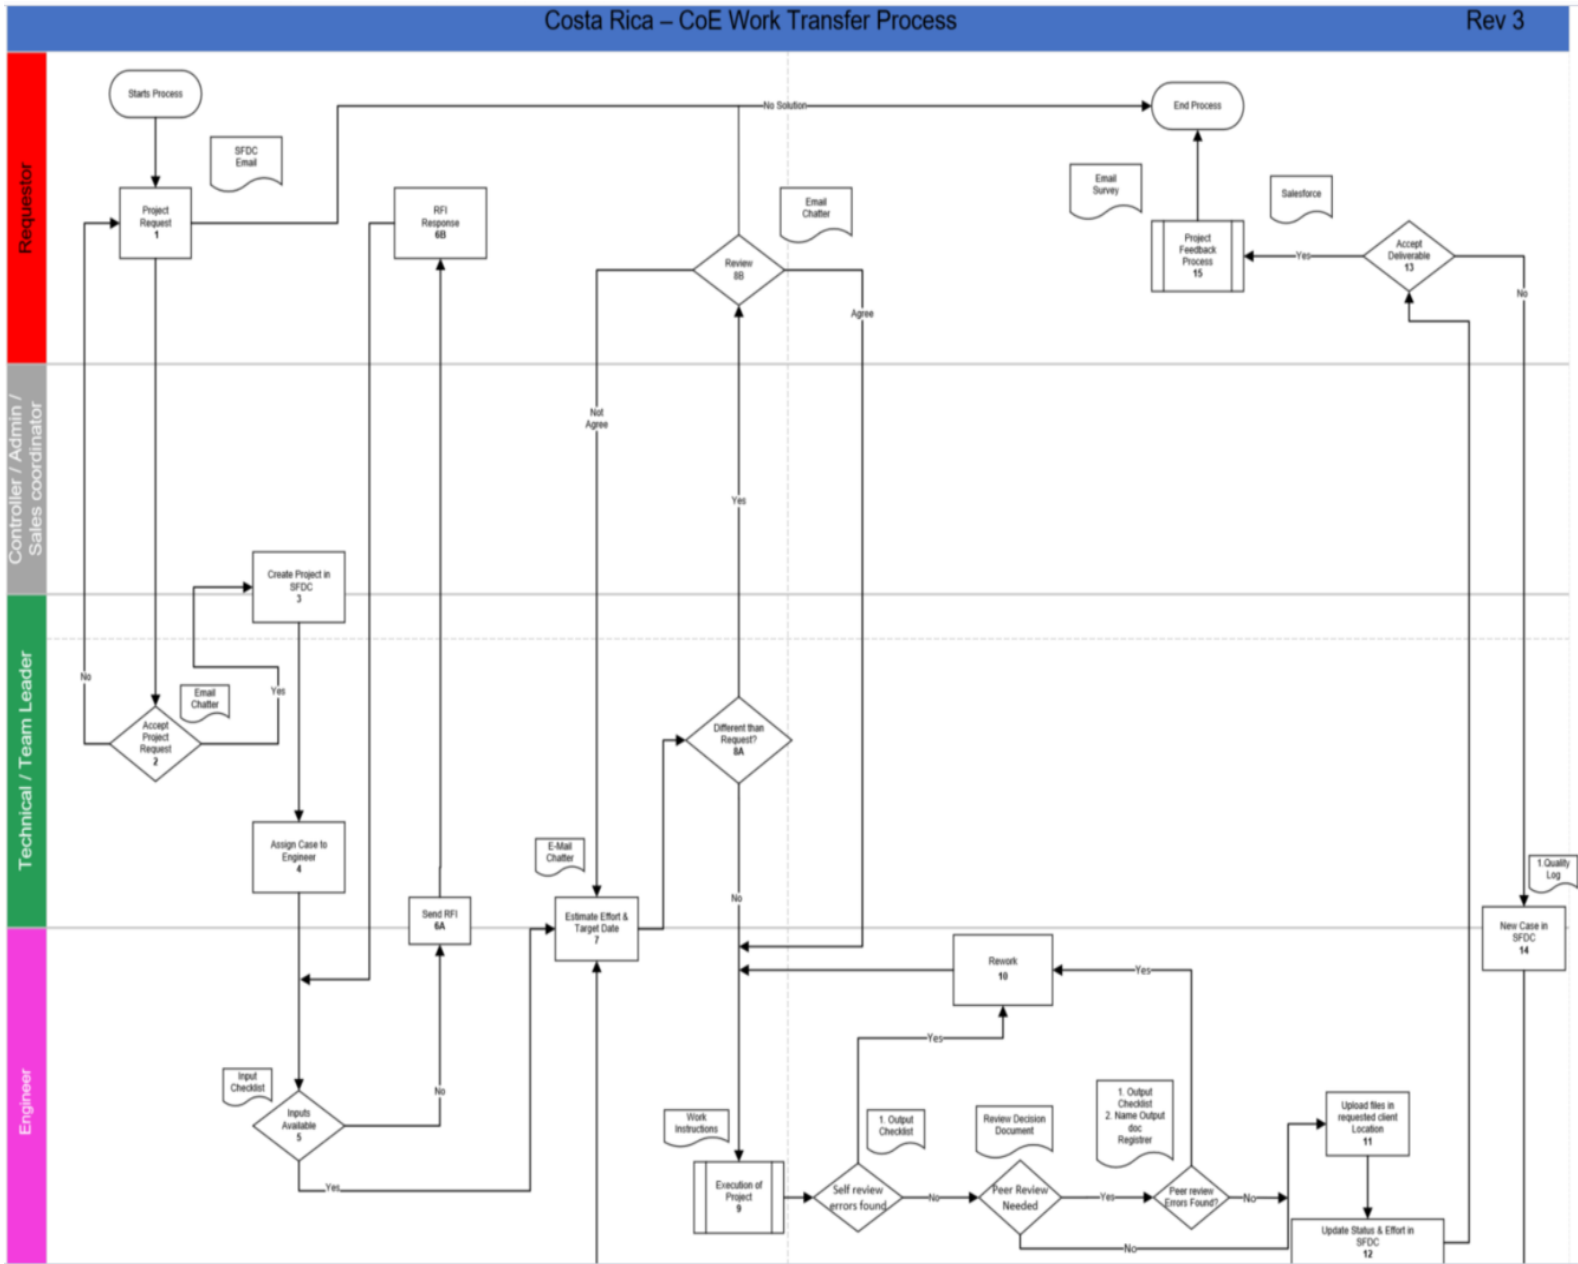 Costa Rica – CoE Work Transfer Process
Rev 3
Requestor
Starts Process
SFDC
Email
Project
Request
1
RFI
Response
6B
No Solution
Email
Chatter
Review
8B
Agree
Not
Agree
End Process
Email
Survey
Salesforce
Project
Feedback
Process
15
Yes
Accept
Deliverable
13
No
Controller / Admin /
Sales coordinator
Yes
Create Project in
SFDC
3
Technical / Team Leader
No
Email
Chatter
Yes
Accept
Project
Request
2
Different than
Request?
8A
Assign Case to
Engineer
4
E-Mail
Chatter
No
Send RFI
6A
Estimate Effort &
Target Date
7
1.Quality
Log
New Case in
SFDC
14
Engineer
Rework
10
Yes
Yes
Input
Checklist
No
Inputs
Available
5
Yes
Work
Instructions
Execution of
Project
9
1. Output
Checklist
Self review
errors found
No
Review Decision
Document
Peer Review
Needed
Yes
No
1. Output
Checklist
2. Name Output
doc
Registrer
Peer review
Errors Found?
No
Upload files in
requested client
Location
11
Update Status & Effort in
SFDC
12